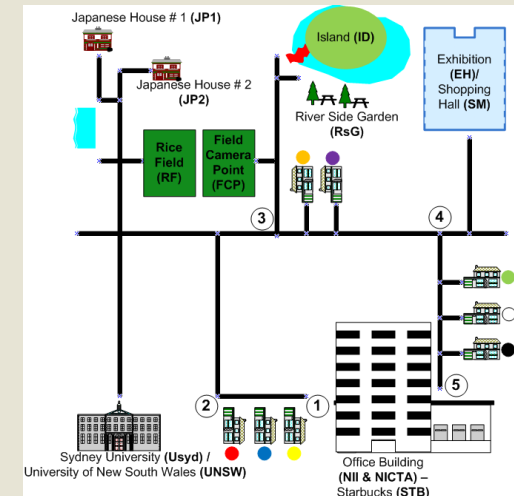 Japanese House # 1 (JP1)
Island (ID)
Exhibition
(EH)/
Shopping
Hall (SM)
Japanese House # 2
(JP2)
River Side Garden
(RsG)
Rice
Field
(RF)
Field
Camera
Point
(FCP)
3
4
5
2
1
Sydney University (Usyd) /
University of New South Wales (UNSW)
Office Building
(NII & NICTA) –
Starbucks (STB)